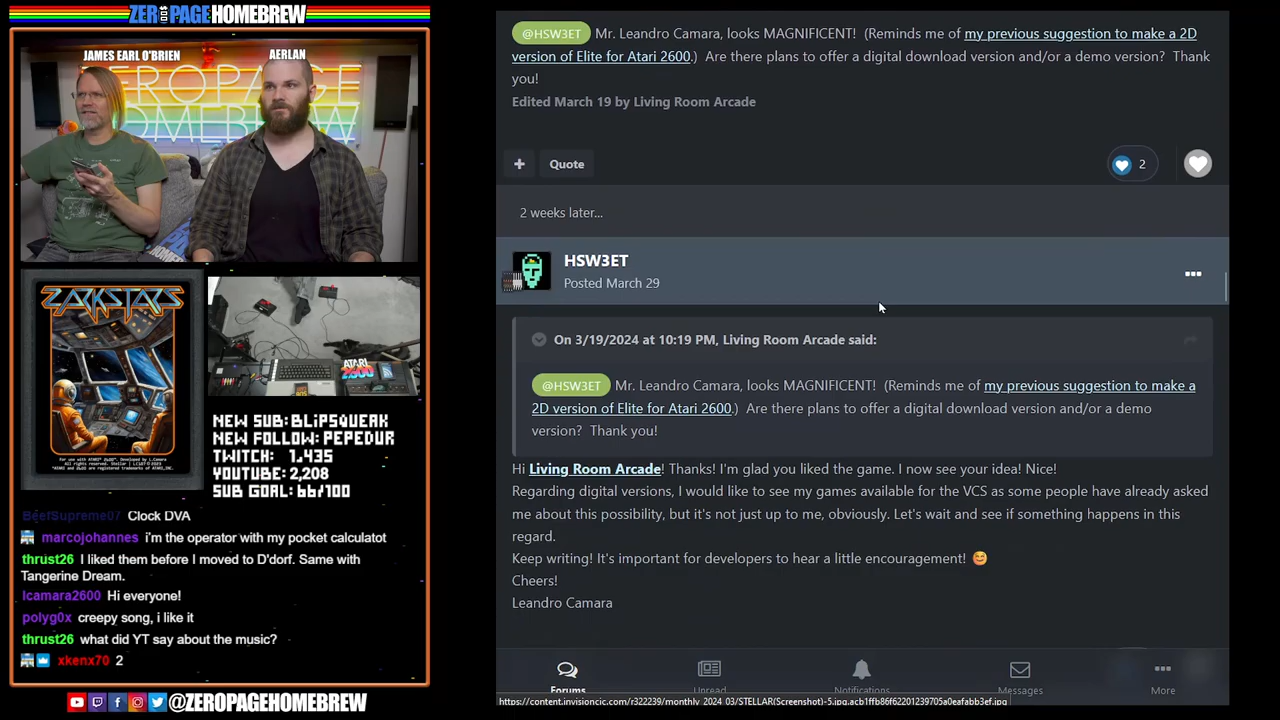 ZEROPAGEHOMEBREW
JAMES EARL O'BRIEN
AERLAN
ATARI
2600
NEW SUB: BLiPSQUEAK
NEW FOLLOW: PEPEDUR
TWITCH: 1,435
YOUTUBE: 2,208
SUB GOAL: 66/100
BeefSupreme07 Clock DVA
marcojohannes i'm the operator with my pocket calculatot
thrust26 I liked them before I moved to D'dorf. Same with
Tangerine Dream.
lcamara2600 Hi everyone!
polyg0x creepy song, i like it
thrust26 what did YT say about the music?
xkenx70 2
@ZEROPAGEHOMEBREW
@HSW3ET Mr. Leandro Camara, looks MAGNIFICENT! (Reminds me of my previous suggestion to make a 2D
version of Elite for Atari 2600.) Are there plans to offer a digital download version and/or a demo version? Thank
you!
Edited March 19 by Living Room Arcade
+ Quote
2
2 weeks later...
HSW3ET
Posted March 29
On 3/19/2024 at 10:19 PM, Living Room Arcade said:
@HSW3ET Mr. Leandro Camara, looks MAGNIFICENT! (Reminds me of my previous suggestion to make a
2D version of Elite for Atari 2600.) Are there plans to offer a digital download version and/or a demo
version? Thank you!
Hi Living Room Arcade! Thanks! I'm glad you liked the game. I now see your idea! Nice!
Regarding digital versions, I would like to see my games available for the VCS as some people have already asked
me about this possibility, but it's not just up to me, obviously. Let's wait and see if something happens in this
regard.
Keep writing! It's important for developers to hear a little encouragement! 😊
Cheers!
Leandro Camara
Forums
Unread
Notifications
Messages
More